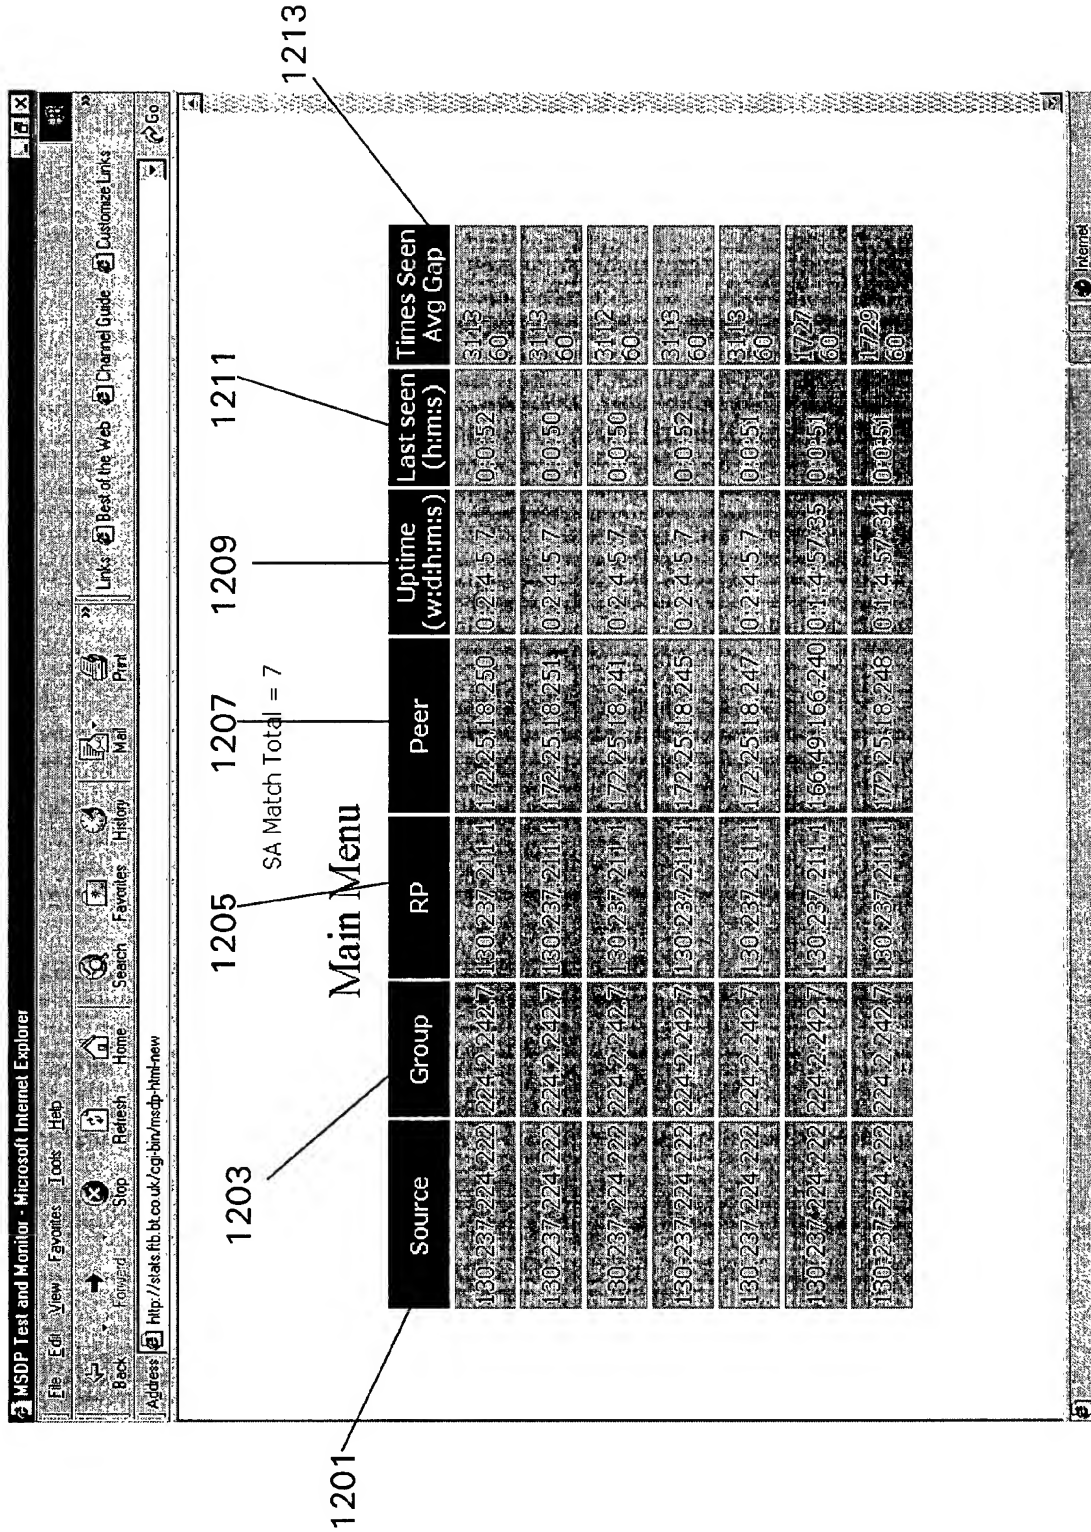 MSDP Test and Monitor - Microsoft Internet Explorer
File Edit View Favorites Tools Help
Back Forward Stop Refresh Home Search Favorites History Mail Print » Links Best of the Web Channel Guide Customize Links »
Address http://stats.ftlb.bt.co.uk/cgi-bin/msdp-html-new Go
1201 1203 1205 1207 1209 1211 1213
SA Match Total = 7
Main Menu
Source Group RP Peer Uptime (w:d:h:m:s) Last seen (h:m:s) Times Seen Avg Gap
130.237.224.222 224.2.242.7 130.237.211.1 172.25.18.250 0:2:4:5:7 0:0:52 3113 60
130.237.224.222 224.2.242.7 130.237.211.1 172.25.18.251 0:2:4:5:7 0:0:50 3113 60
130.237.224.222 224.2.242.7 130.237.211.1 172.25.18.241 0:2:4:5:7 0:0:50 3112 60
130.237.224.222 224.2.242.7 130.237.211.1 172.25.18.245 0:2:4:5:7 0:0:52 3113 60
130.237.224.222 224.2.242.7 130.237.211.1 172.25.18.247 0:2:4:5:7 0:0:51 3113 60
130.237.224.222 224.2.242.7 130.237.211.1 166.49.166.240 0:1:4:57:35 0:0:51 1727 60
130.237.224.222 224.2.242.7 130.237.211.1 172.25.18.248 0:1:4:57:34 0:0:51 1729 60
Internet